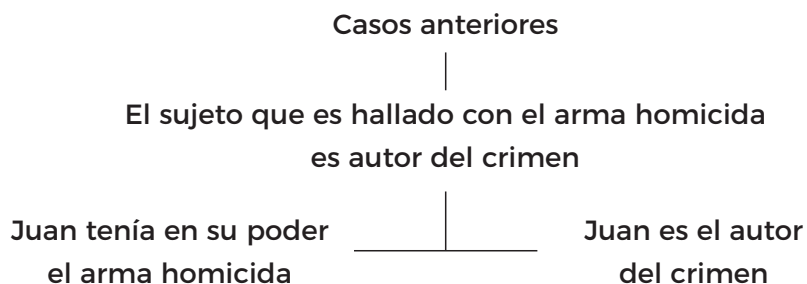 Casos anteriores
El sujeto que es hallado con el arma homicida
es autor del crimen
Juan tenía en su poder
el arma homicida
Juan es el autor
del crimen